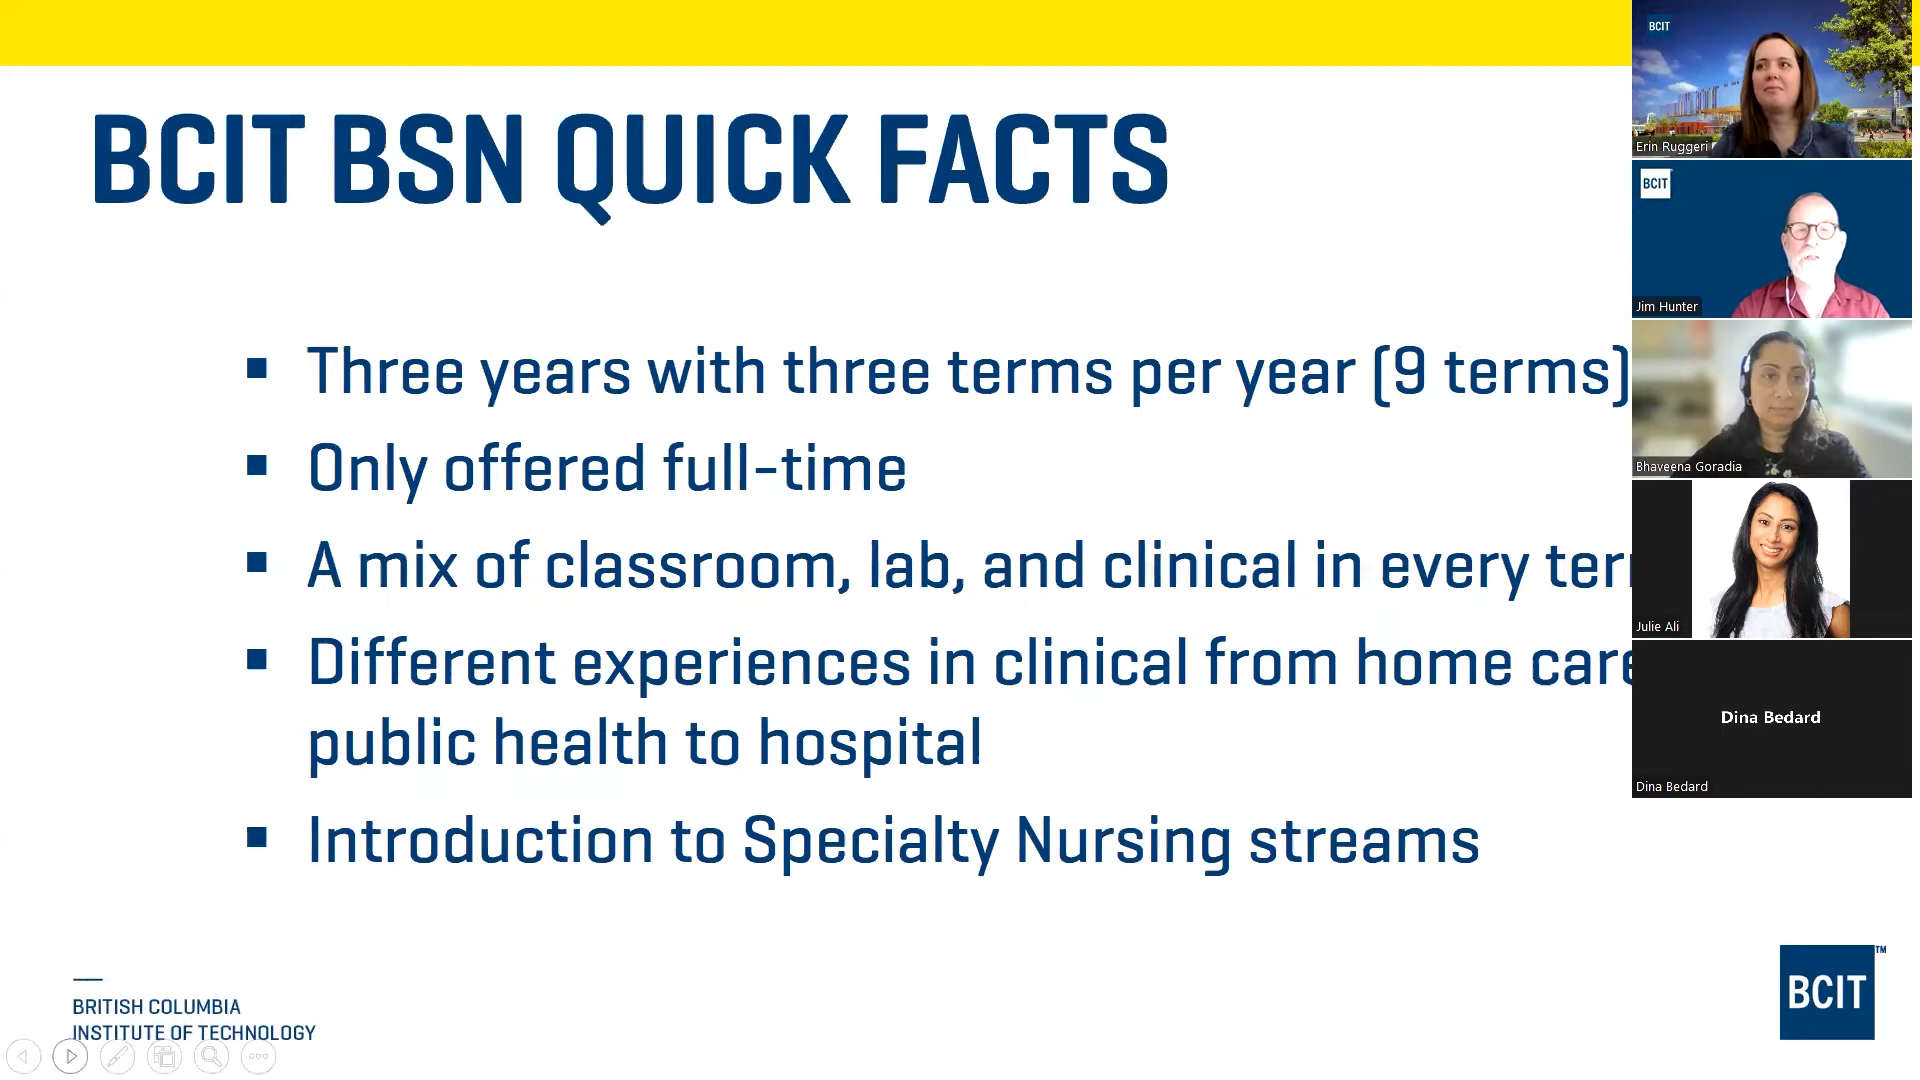 BCIT BSN QUICK FACTS
▪ Three years with three terms per year (9 terms)
▪ Only offered full-time
▪ A mix of classroom, lab, and clinical in every
▪ Different experiences in clinical from home care
public health to hospital
▪ Introduction to Specialty Nursing streams
BRITISH COLUMBIA
INSTITUTE OF TECHNOLOGY
BCIT
Erin Ruggeri
BCIT
Jim Hunter
Bhaveena Goradia
Julie Ali
Dina Bedard
Dina Bedard
BCIT™